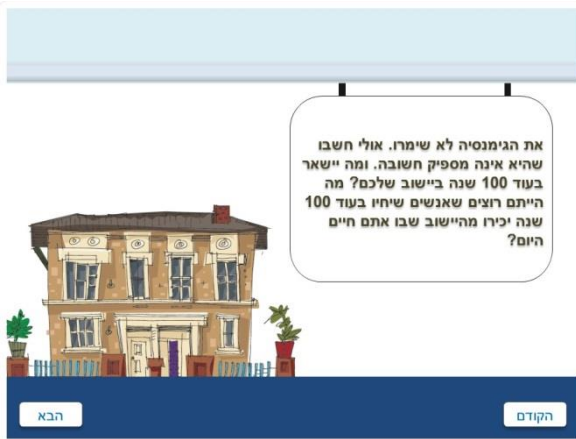 את הגימנסיה לא שימרו. אולי חשבו
שהיא אינה מספיק חשובה. ומה יישאר
בעוד 100 שנה ביישוב שלכם? מה
הייתם רוצים שאנשים שיחיו בעוד 100
שנה יכירו מהיישוב שבו אתם חיים
היום?
הקודם
הבא